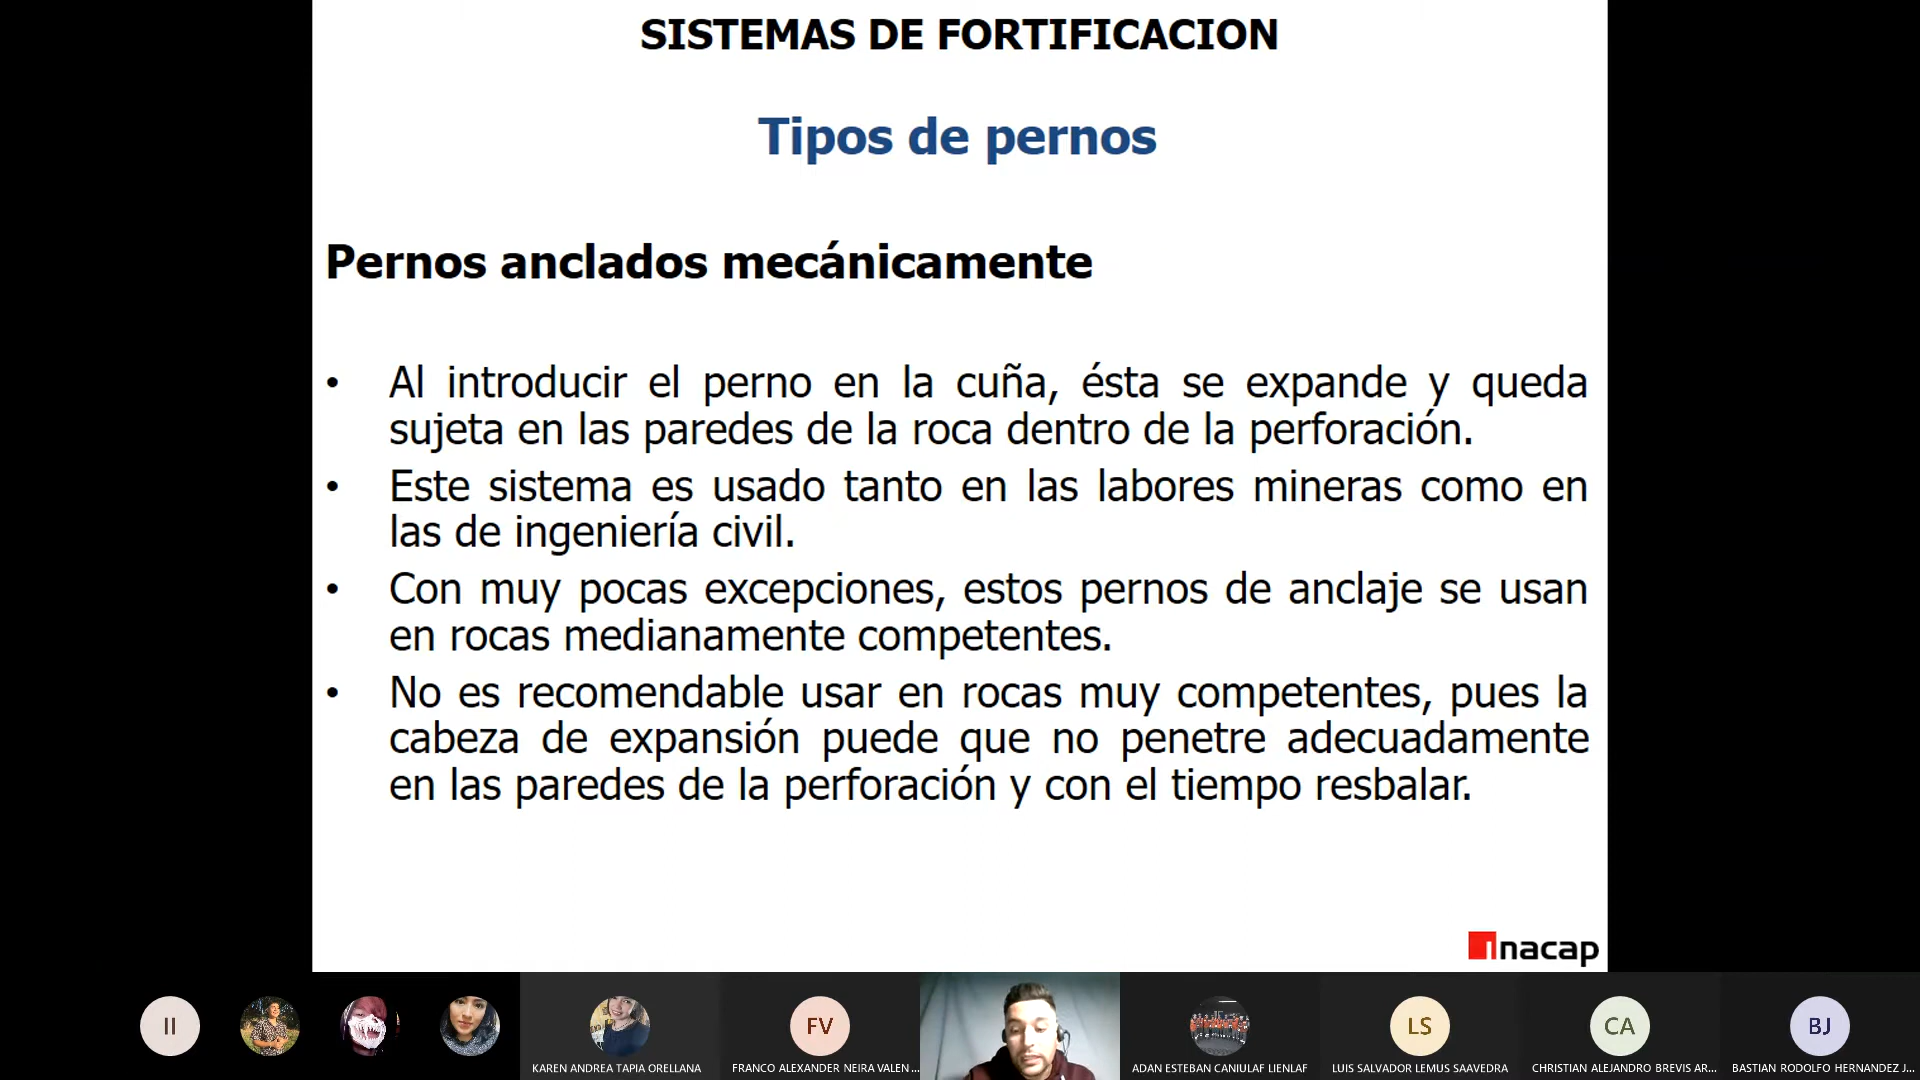 SISTEMAS DE FORTIFICACION
Tipos de pernos
Pernos anclados mecánicamente
• Al introducir el perno en la cuña, ésta se expande y queda
sujeta en las paredes de la roca dentro de la perforación.
• Este sistema es usado tanto en las labores mineras como en
las de ingeniería civil.
• Con muy pocas excepciones, estos pernos de anclaje se usan
en rocas medianamente competentes.
• No es recomendable usar en rocas muy competentes, pues la
cabeza de expansión puede que no penetre adecuadamente
en las paredes de la perforación y con el tiempo resbalar.
inacap
II
FV
LS
CA
BJ
KAREN ANDREA TAPIA ORELLANA
FRANCO ALEXANDER NEIRA VALEN...
ADAN ESTEBAN CANIULAF LIENLAF
LUIS SALVADOR LEMUS SAAVEDRA
CHRISTIAN ALEJANDRO BREVIS AR...
BASTIAN RODOLFO HERNANDEZ J...